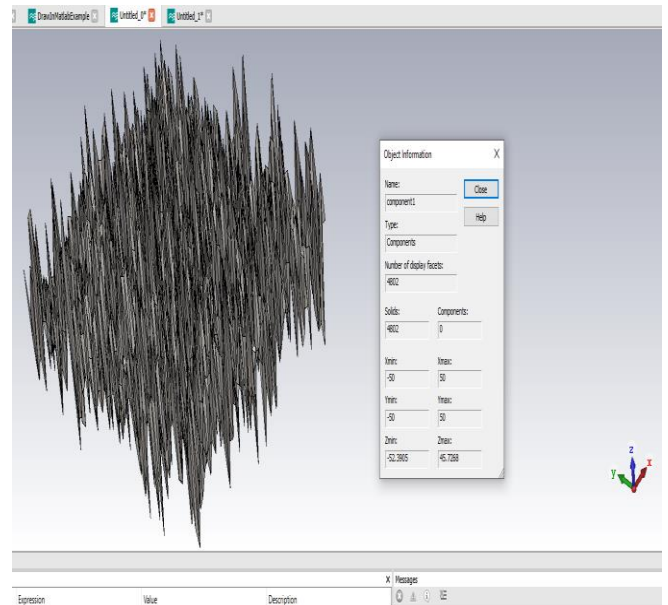 DrawInMatlabExample
Untitled_0*
Untitled_1*
Object Information
X
Name:
component1
Close
Type:
Help
Components
Number of display facets:
4802
Solids:
Components:
4802
0
Xmin:
Xmax:
-50
50
Ymin:
Ymax:
-50
50
Zmin:
Zmax:
-52.3905
45.7268
z
y
x
X
Messages
Expression
Value
Description